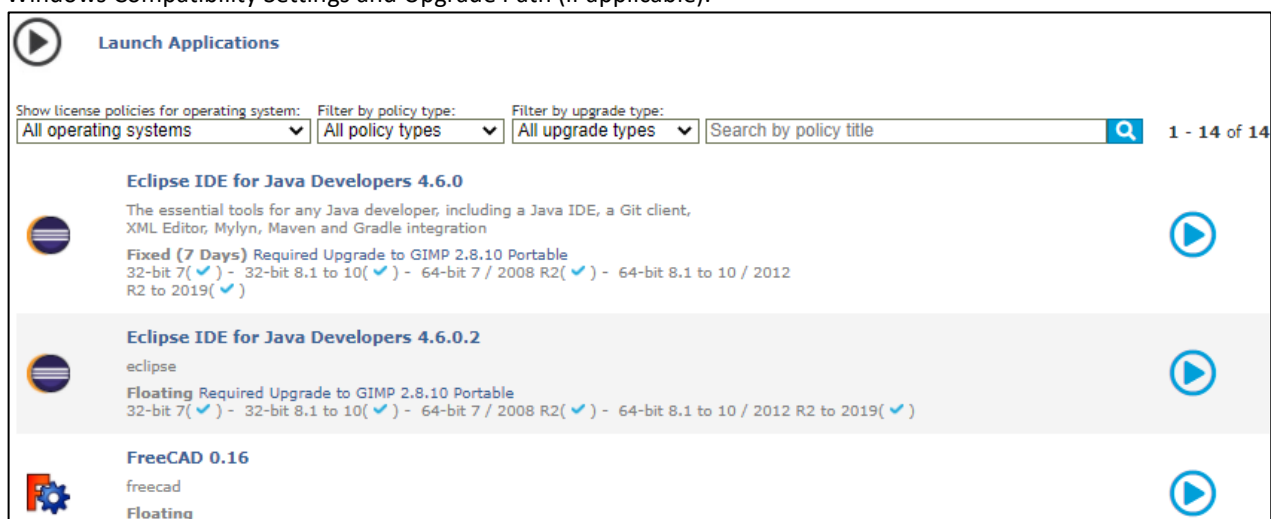 Windows Compatibility Settings and Upgrade Path (if applicable).
Launch Applications
Show license policies for operating system: Filter by policy type: Filter by upgrade type:
All operating systems All policy types All upgrade types Search by policy title 1 - 14 of 14
Eclipse IDE for Java Developers 4.6.0
The essential tools for any Java developer, including a Java IDE, a Git client,
XML Editor, Mylyn, Maven and Gradle integration
Fixed (7 Days) Required Upgrade to GIMP 2.8.10 Portable
32-bit 7( ✔ ) - 32-bit 8.1 to 10( ✔ ) - 64-bit 7 / 2008 R2( ✔ ) - 64-bit 8.1 to 10 / 2012
R2 to 2019( ✔ )
Eclipse IDE for Java Developers 4.6.0.2
eclipse
Floating Required Upgrade to GIMP 2.8.10 Portable
32-bit 7( ✔ ) - 32-bit 8.1 to 10( ✔ ) - 64-bit 7 / 2008 R2( ✔ ) - 64-bit 8.1 to 10 / 2012 R2 to 2019( ✔ )
FreeCAD 0.16
freecad
Floating